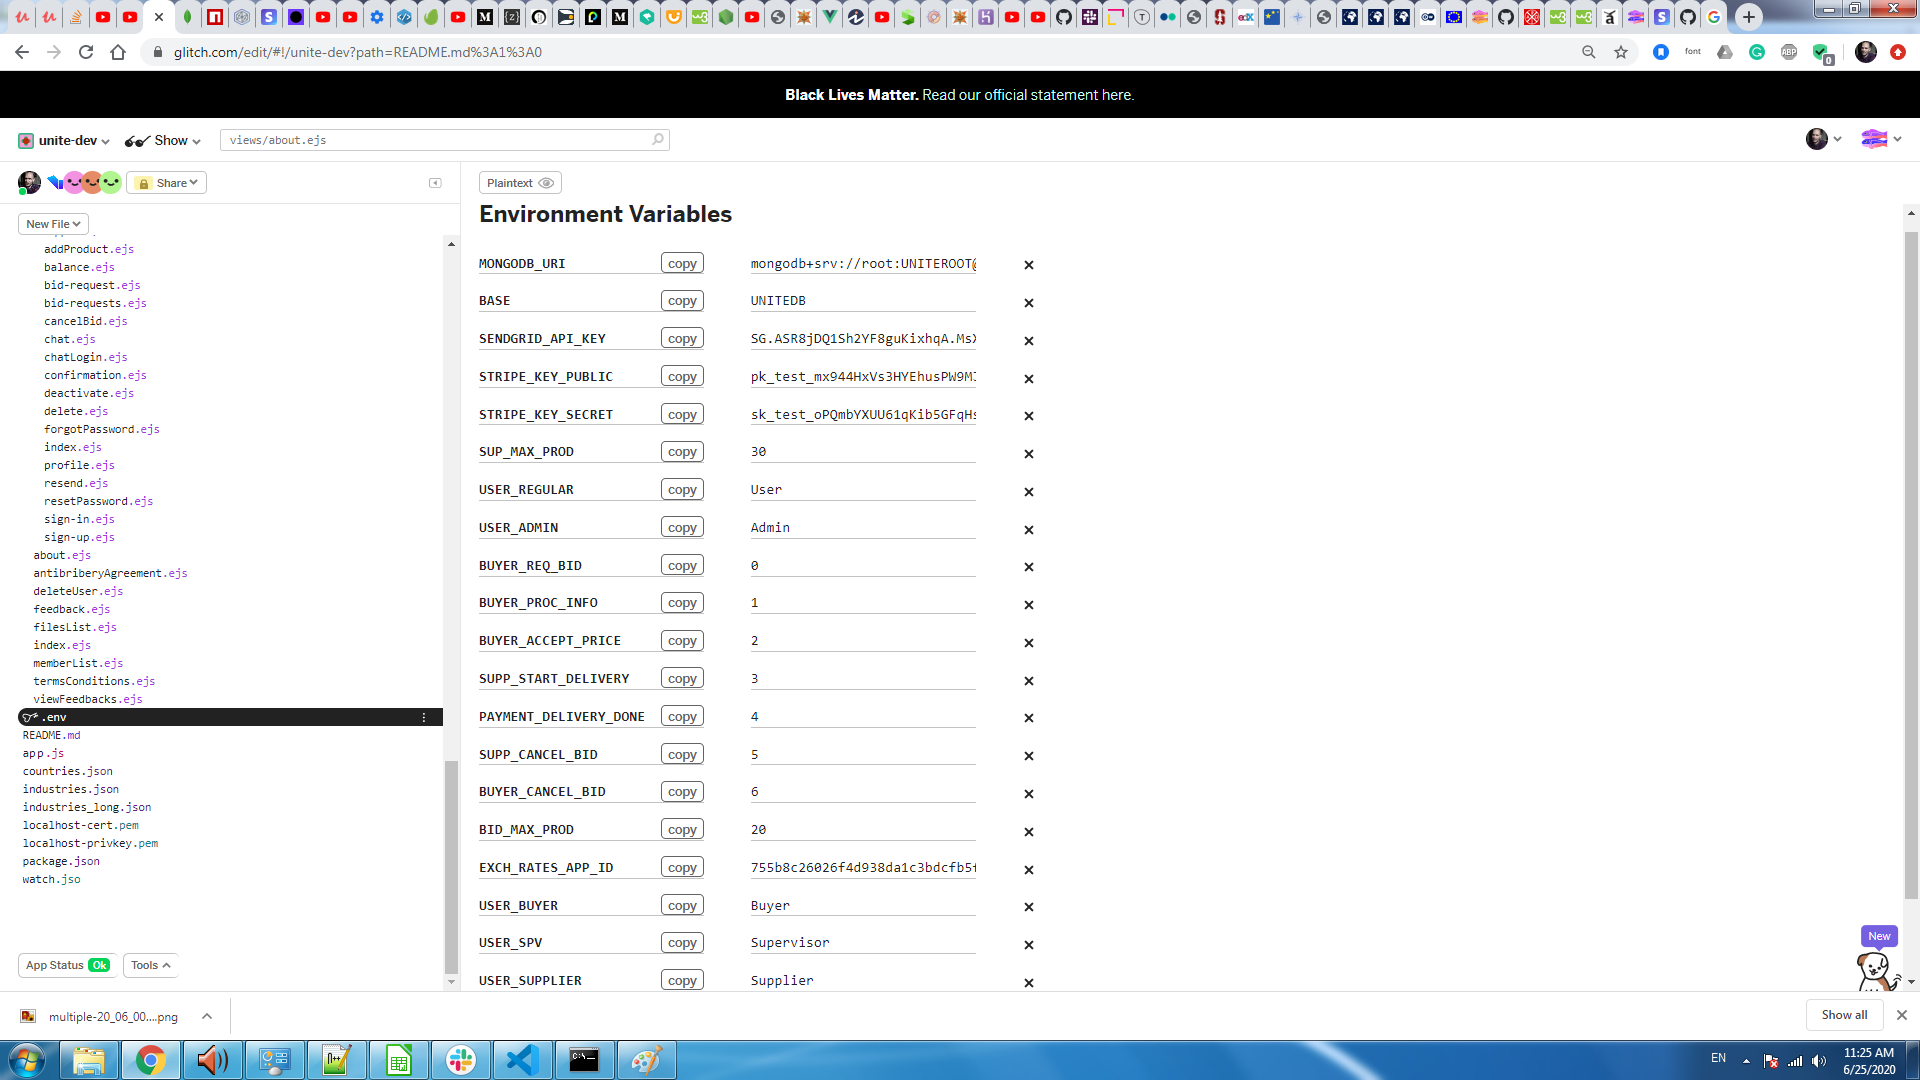 glitch.com/edit/#!/unite-dev?path=README.md%3A1%3A0
font
ABP
0
Black Lives Matter. Read our official statement here.
unite-dev
Show
views/about.ejs
Share
Plaintext
New File
Environment Variables
addProduct.ejs
balance.ejs
bid-request.ejs
bid-requests.ejs
cancelBid.ejs
chat.ejs
chatLogin.ejs
confirmation.ejs
deactivate.ejs
delete.ejs
forgotPassword.ejs
index.ejs
profile.ejs
resend.ejs
resetPassword.ejs
sign-in.ejs
sign-up.ejs
about.ejs
antibriberyAgreement.ejs
deleteUser.ejs
feedback.ejs
filesList.ejs
index.ejs
memberList.ejs
termsConditions.ejs
viewFeedbacks.ejs
.env
README.md
app.js
countries.json
industries.json
industries_long.json
localhost-cert.pem
localhost-privkey.pem
package.json
watch.jso
App Status Ok
Tools
MONGODB_URI copy mongodb+srv://root:UNITEROOT@
BASE copy UNITEDB
SENDGRID_API_KEY copy SG.ASR8jDQ1Sh2YF8guKixhqA.Ms
STRIPE_KEY_PUBLIC copy pk_test_mx944HxVs3HYEhusPW9M
STRIPE_KEY_SECRET copy sk_test_oPQmbYXUU61qKib5GFqHs
SUP_MAX_PROD copy 30
USER_REGULAR copy User
USER_ADMIN copy Admin
BUYER_REQ_BID copy 0
BUYER_PROC_INFO copy 1
BUYER_ACCEPT_PRICE copy 2
SUPP_START_DELIVERY copy 3
PAYMENT_DELIVERY_DONE copy 4
SUPP_CANCEL_BID copy 5
BUYER_CANCEL_BID copy 6
BID_MAX_PROD copy 20
EXCH_RATES_APP_ID copy 755b8c26026f4d938da1c3bdcfb5f
USER_BUYER copy Buyer
USER_SPV copy Supervisor
USER_SUPPLIER copy Supplier
New
multiple-20_06_00....png
Show all
EN
11:25 AM
6/25/2020